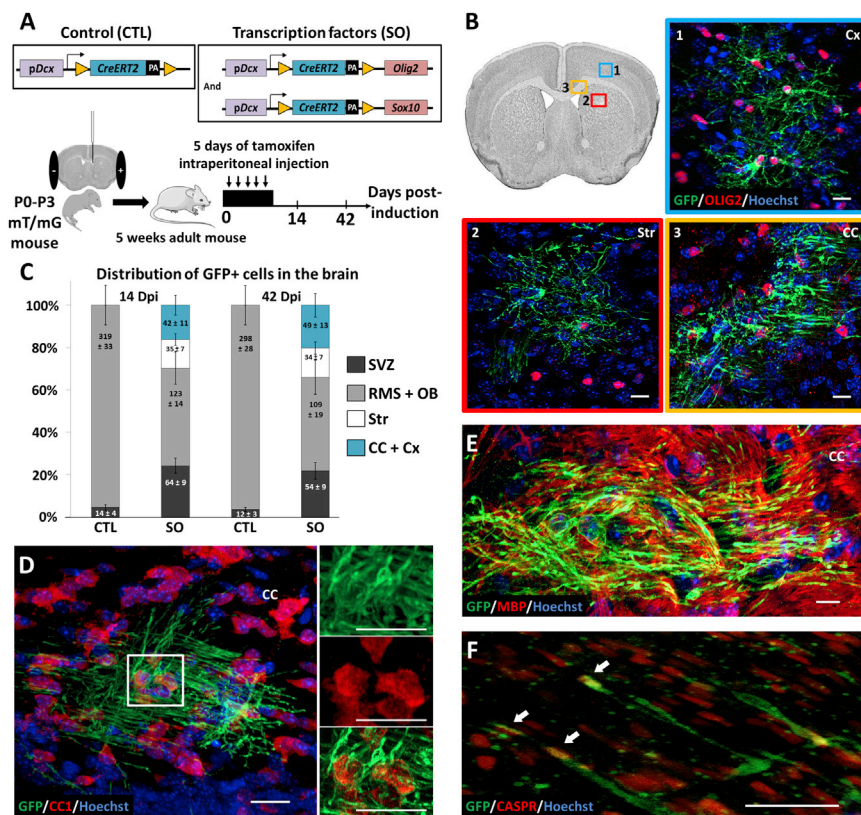 A
Control (CTL)
Transcription factors (SO)
pDcx CreERT2 PA
pDcx CreERT2 PA Olig2
And
pDcx CreERT2 PA Sox10
- +
P0-P3
mT/mG
mouse
5 weeks adult mouse
5 days of tamoxifen
intraperitoneal injection
0 14 42
Days post-
induction
B
1
2
3
1 Cx
GFP/OLIG2/Hoechst
2 Str
3 CC
C
Distribution of GFP+ cells in the brain
14 Dpi 42 Dpi
100%
80%
60%
40%
20%
0%
319
± 33
14 ± 4
42 ± 11
35 ± 7
123
± 14
64 ± 9
298
± 28
12 ± 3
49 ± 13
34 ± 7
109
± 19
54 ± 9
CTL SO CTL SO
SVZ
RMS + OB
Str
CC + Cx
D
CC
GFP/CC1/Hoechst
E
CC
GFP/MBP/Hoechst
F
GFP/CASPR/Hoechst